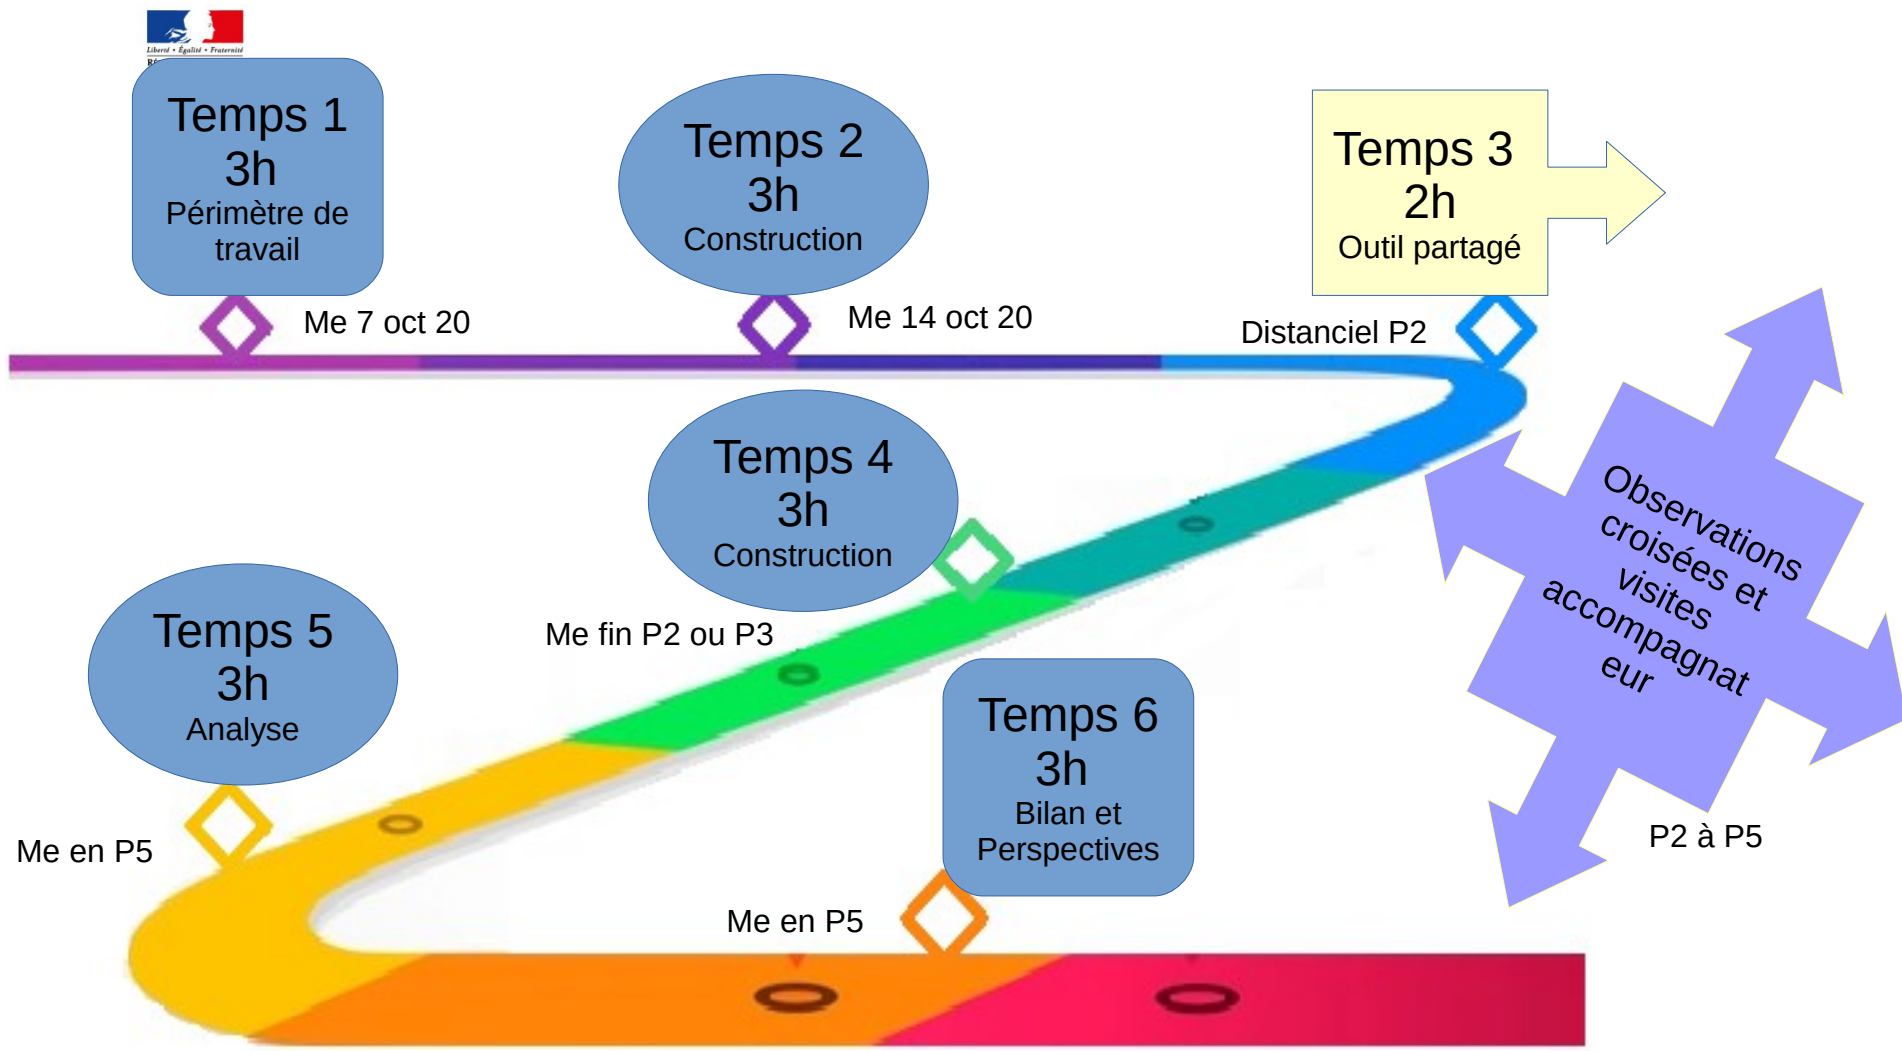 Liberté • Égalité • Fraternité
Temps 1
3h
Périmètre de
travail
Me 7 oct 20
Temps 2
3h
Construction
Me 14 oct 20
Temps 3
2h
Outil partagé
Distanciel P2
Temps 4
3h
Construction
Me fin P2 ou P3
Observations
croisées et
visites
accompagnat
eur
P2 à P5
Temps 5
3h
Analyse
Me en P5
Temps 6
3h
Bilan et
Perspectives
Me en P5